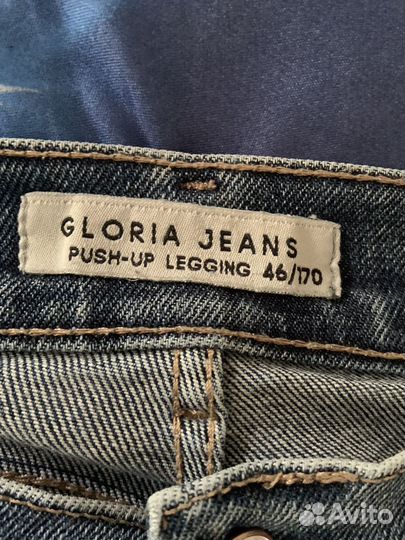 GLORIA JEANS
PUSH-UP LEGGING 46/170
Avito